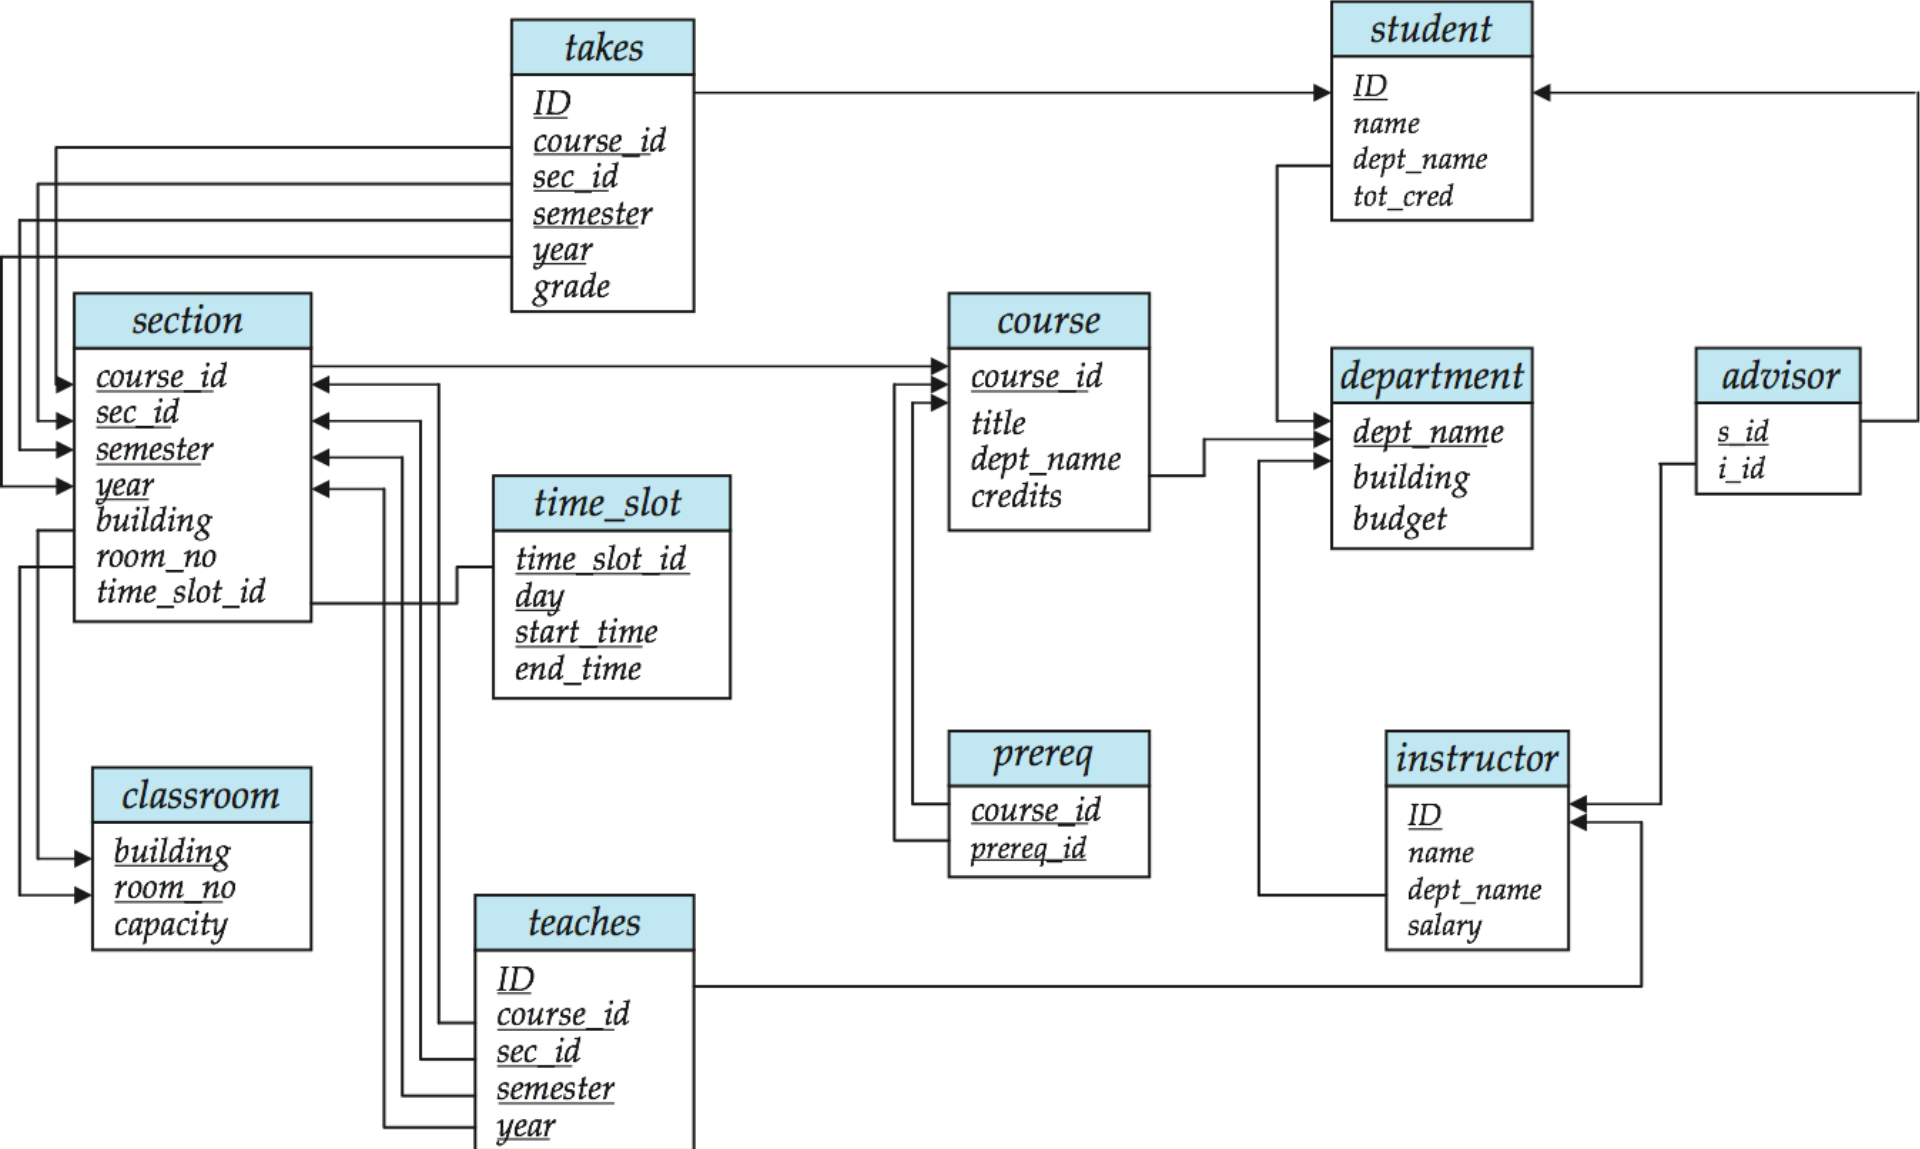 takes
ID
course_id
sec_id
semester
year
grade
student
ID
name
dept_name
tot_cred
section
course_id
sec_id
semester
year
building
room_no
time_slot_id
time_slot
time_slot_id
day
start_time
end_time
course
course_id
title
dept_name
credits
department
dept_name
building
budget
advisor
s_id
i_id
classroom
building
room_no
capacity
prereq
course_id
prereq_id
instructor
ID
name
dept_name
salary
teaches
ID
course_id
sec_id
semester
year